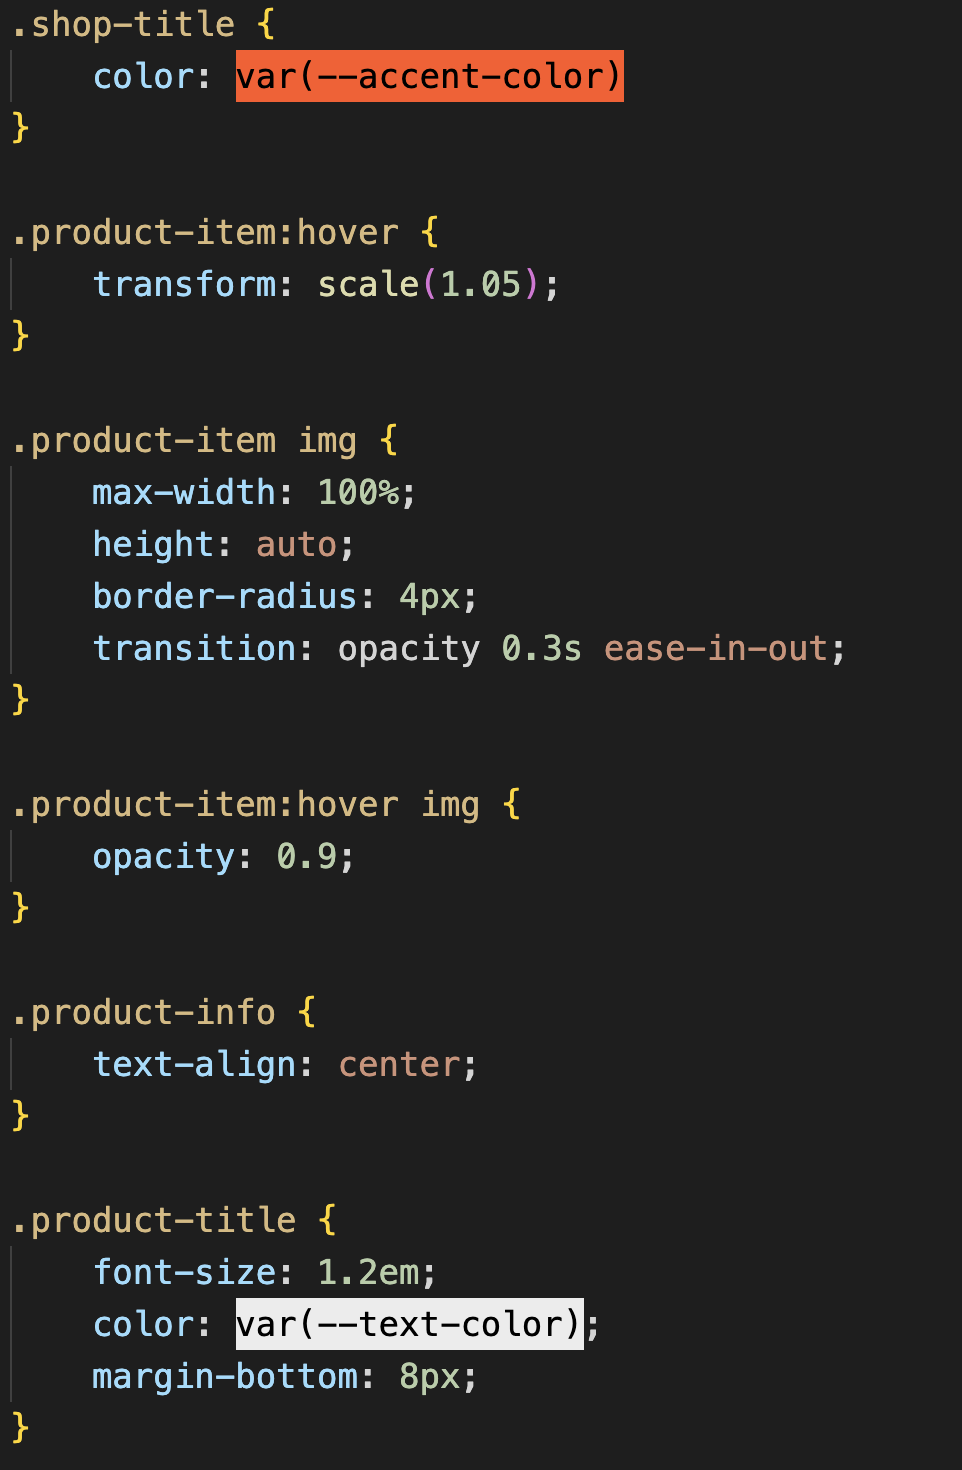 .shop-title {
    color: var(--accent-color)
}

.product-item:hover {
    transform: scale(1.05);
}

.product-item img {
    max-width: 100%;
    height: auto;
    border-radius: 4px;
    transition: opacity 0.3s ease-in-out;
}

.product-item:hover img {
    opacity: 0.9;
}

.product-info {
    text-align: center;
}

.product-title {
    font-size: 1.2em;
    color: var(--text-color);
    margin-bottom: 8px;
}